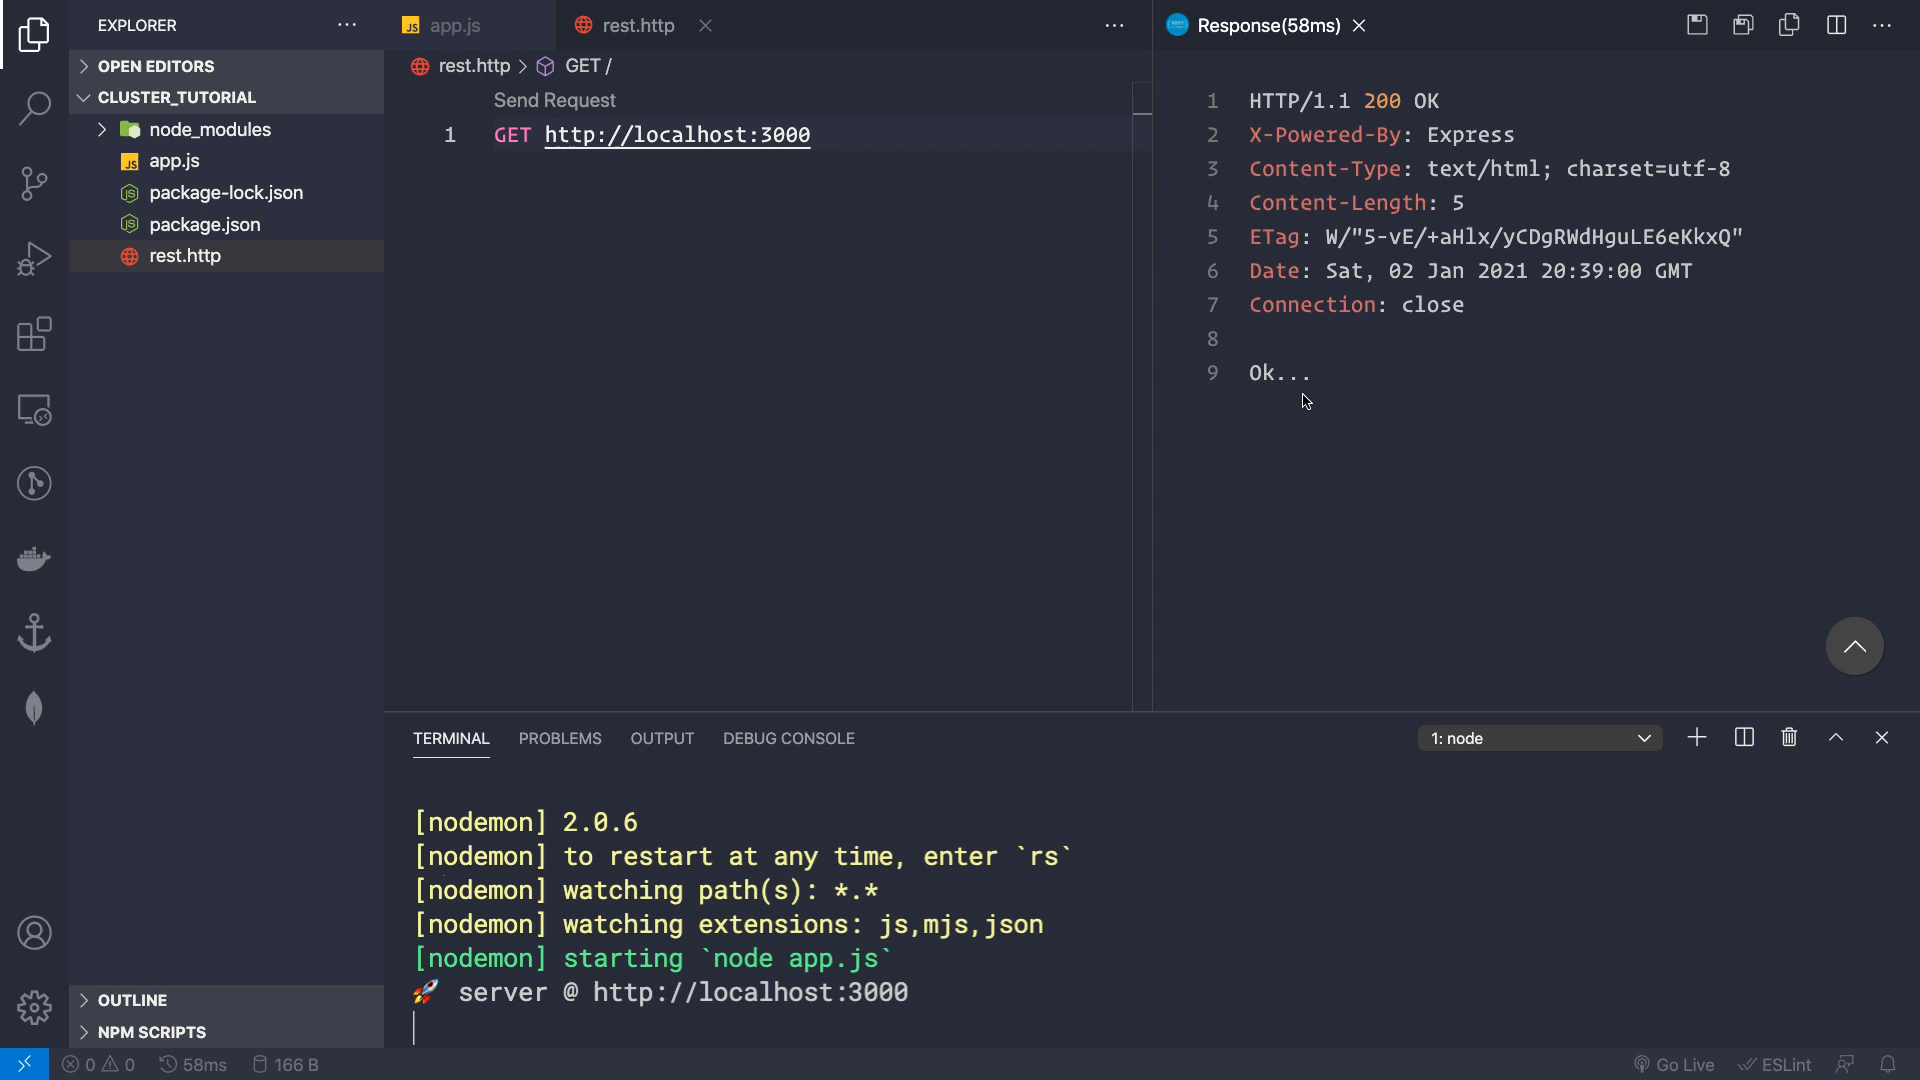 EXPLORER
OPEN EDITORS
CLUSTER_TUTORIAL
node_modules
JS app.js
package-lock.json
package.json
rest.http
OUTLINE
NPM SCRIPTS
JS app.js
rest.http
rest.http > GET /
Send Request
1 GET http://localhost:3000
Response(58ms)
1 HTTP/1.1 200 OK
2 X-Powered-By: Express
3 Content-Type: text/html; charset=utf-8
4 Content-Length: 5
5 ETag: W/"5-vE/+aHlx/yCDgRWdHguLE6eKkxQ"
6 Date: Sat, 02 Jan 2021 20:39:00 GMT
7 Connection: close
8
9 Ok...
TERMINAL PROBLEMS OUTPUT DEBUG CONSOLE
1: node
[nodemon] 2.0.6
[nodemon] to restart at any time, enter `rs`
[nodemon] watching path(s): *.*
[nodemon] watching extensions: js,mjs,json
[nodemon] starting `node app.js`
🚀 server @ http://localhost:3000
0 0 58ms 166 B
Go Live ESLint